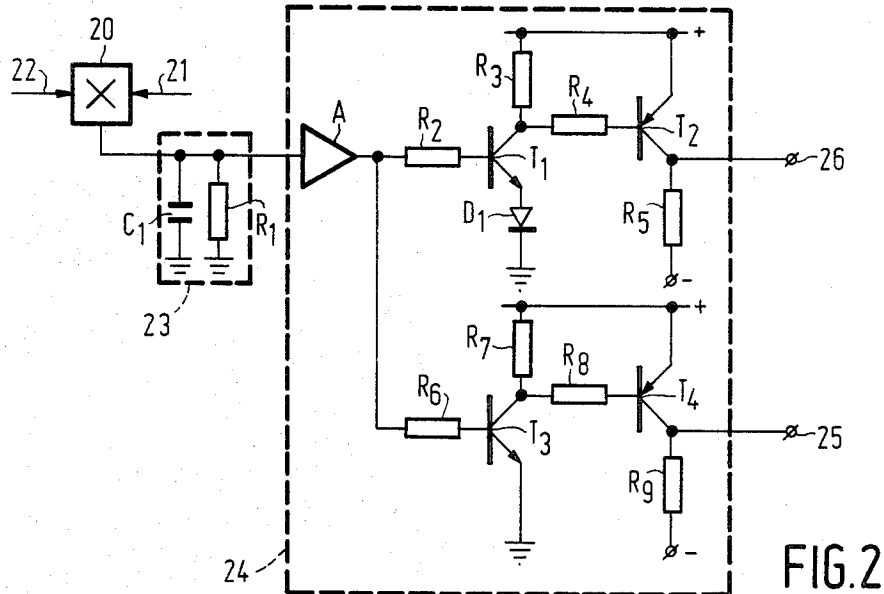 20
22
21
×
A
R2
R3
R4
T1
T2
26
C1
R1
D1
R5
+
-
23
R7
R8
+
R6
T3
T4
25
R9
-
24
FIG.2